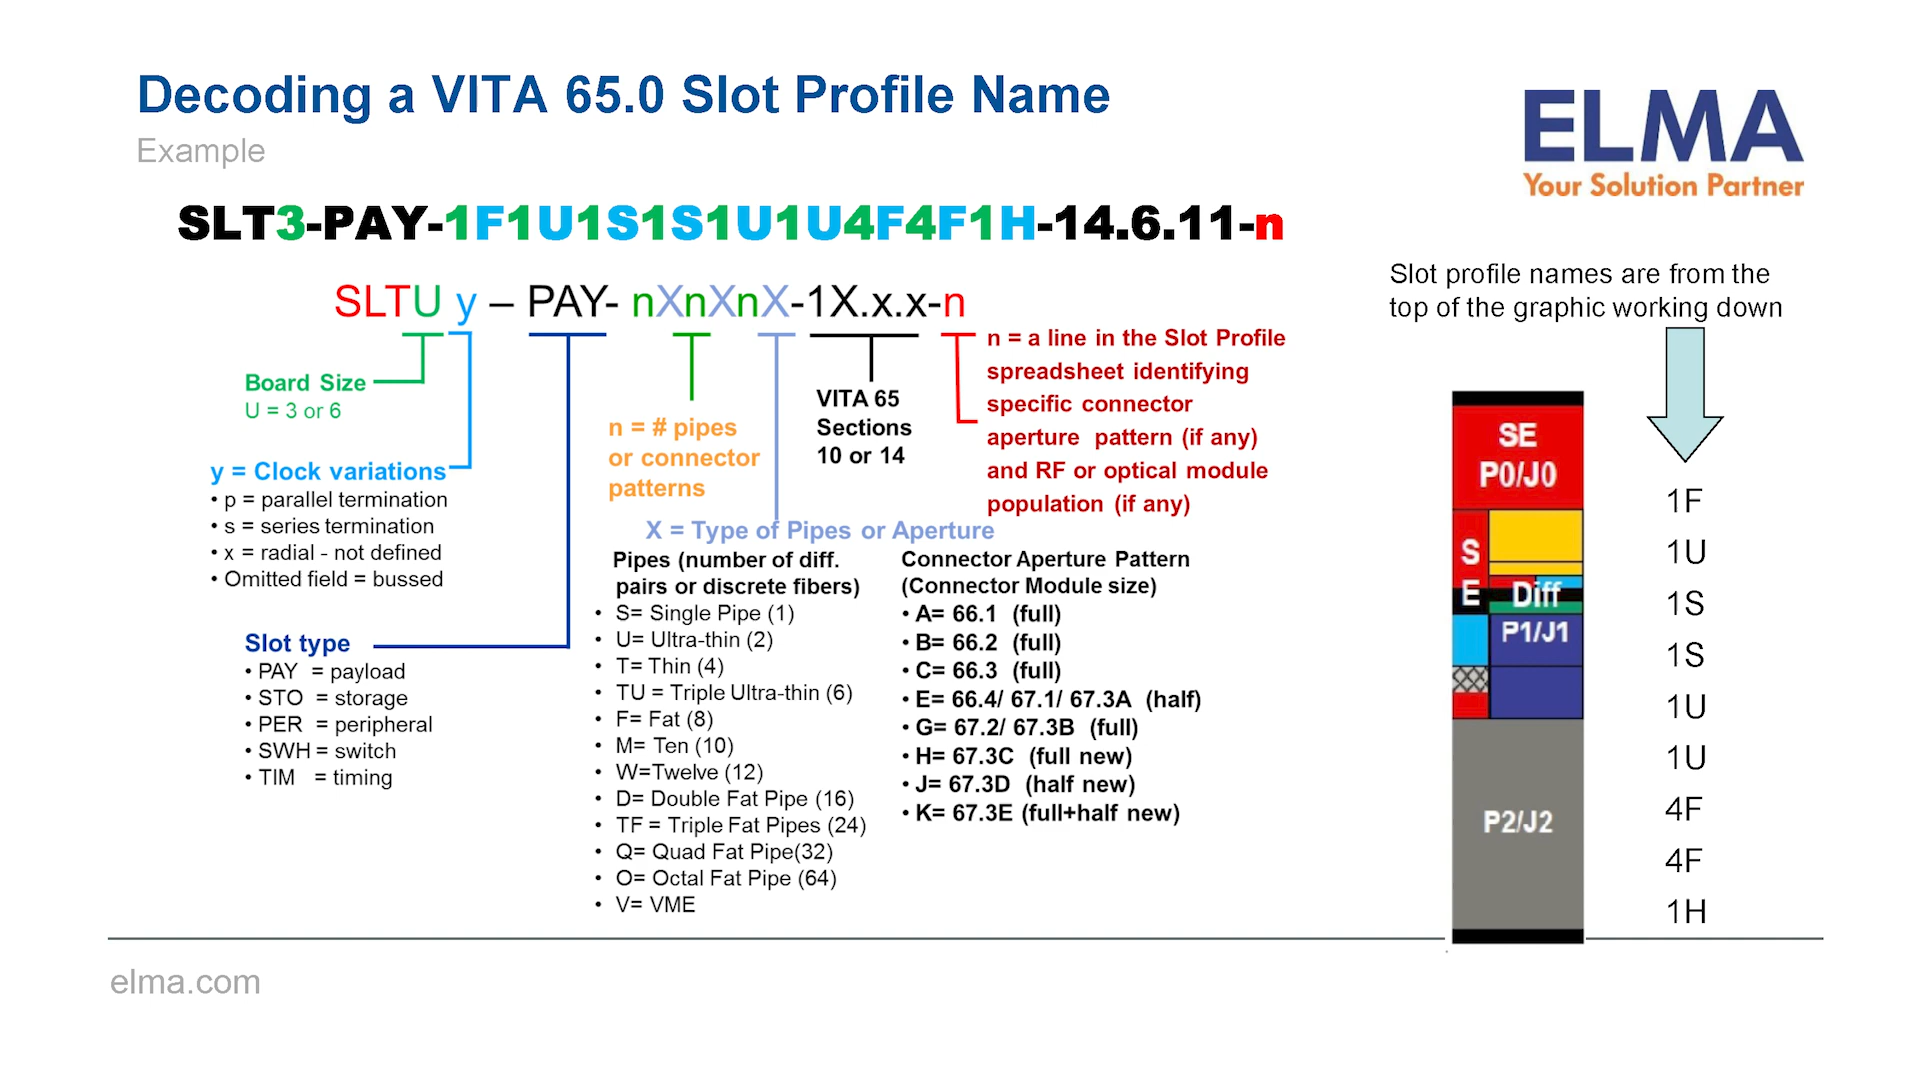 Decoding a VITA 65.0 Slot Profile Name
Example
ELMA
Your Solution Partner
SLT3-PAY-1F1U1S1S1U1U4F4F1H-14.6.11-n
SLTU y – PAY- nXnXnX-1X.x.x-n
Board Size
U = 3 or 6
y = Clock variations
• p = parallel termination
• s = series termination
• x = radial - not defined
• Omitted field = bussed
Slot type
• PAY = payload
• STO = storage
• PER = peripheral
• SWH = switch
• TIM = timing
n = # pipes
or connector
patterns
VITA 65
Sections
10 or 14
n = a line in the Slot Profile
spreadsheet identifying
specific connector
aperture pattern (if any)
and RF or optical module
population (if any)
X = Type of Pipes or Aperture
Pipes (number of diff.
pairs or discrete fibers)
• S= Single Pipe (1)
• U= Ultra-thin (2)
• T= Thin (4)
• TU = Triple Ultra-thin (6)
• F= Fat (8)
• M= Ten (10)
• W=Twelve (12)
• D= Double Fat Pipe (16)
• TF = Triple Fat Pipes (24)
• Q= Quad Fat Pipe(32)
• O= Octal Fat Pipe (64)
• V= VME
Connector Aperture Pattern
(Connector Module size)
• A= 66.1 (full)
• B= 66.2 (full)
• C= 66.3 (full)
• E= 66.4/ 67.1/ 67.3A (half)
• G= 67.2/ 67.3B (full)
• H= 67.3C (full new)
• J= 67.3D (half new)
• K= 67.3E (full+half new)
Slot profile names are from the
top of the graphic working down
SE
P0/J0
S
E
Diff
P1/J1
P2/J2
1F
1U
1S
1S
1U
1U
4F
4F
1H
elma.com